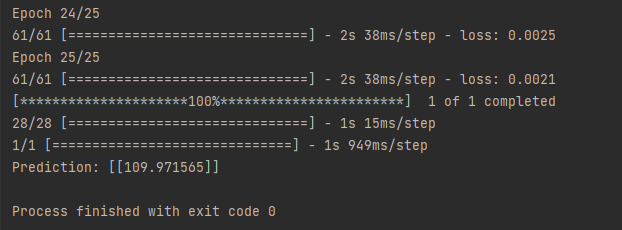 Epoch 24/25
61/61 [==============================] - 2s 38ms/step - loss: 0.0025
Epoch 25/25
61/61 [==============================] - 2s 38ms/step - loss: 0.0021
[*********************100%***********************]  1 of 1 completed
28/28 [==============================] - 1s 15ms/step
1/1 [==============================] - 1s 949ms/step
Prediction: [[109.971565]]
Process finished with exit code 0